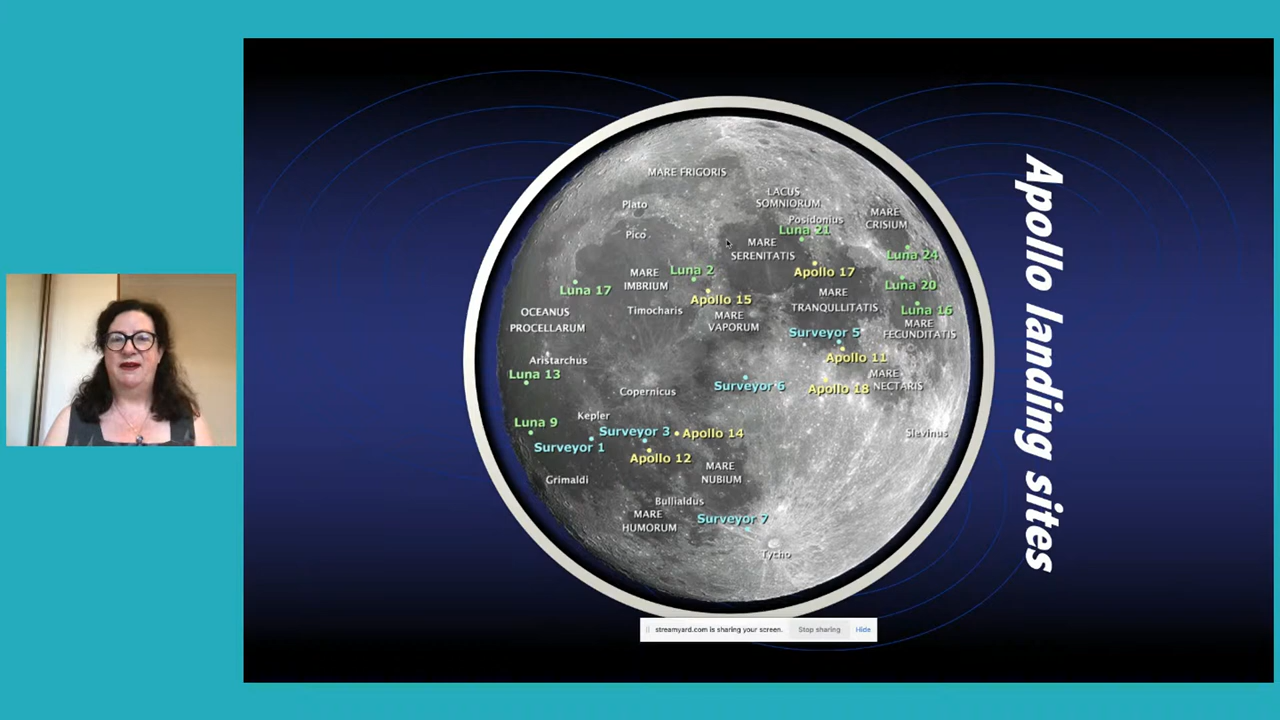 Apollo landing sites
MARE FRIGORIS
LACUS
SOMNIORUM
Plato
Posidonius
MARE
CRISIUM
Luna 21
Pico
MARE
SERENITATIS
Luna 24
Luna 2
Apollo 17
MARE
IMBRIUM
Luna 17
Luna 20
Apollo 15
MARE
TRANQULLITATIS
Luna 16
OCEANUS
PROCELLARUM
Timocharis
MARE
VAPORUM
MARE
FECUNDITATIS
Surveyor 5
Aristarchus
Apollo 11
Luna 13
MARE
NECTARIS
Surveyor 6
Apollo 18
Copernicus
Kepler
Luna 9
Surveyor 3
Apollo 14
Slevinus
Surveyor 1
Apollo 12
MARE
NUBIUM
Grimaldi
Bullialdus
MARE
HUMORUM
Surveyor 7
Tycho
streamyard.com is sharing your screen. Stop sharing Hide